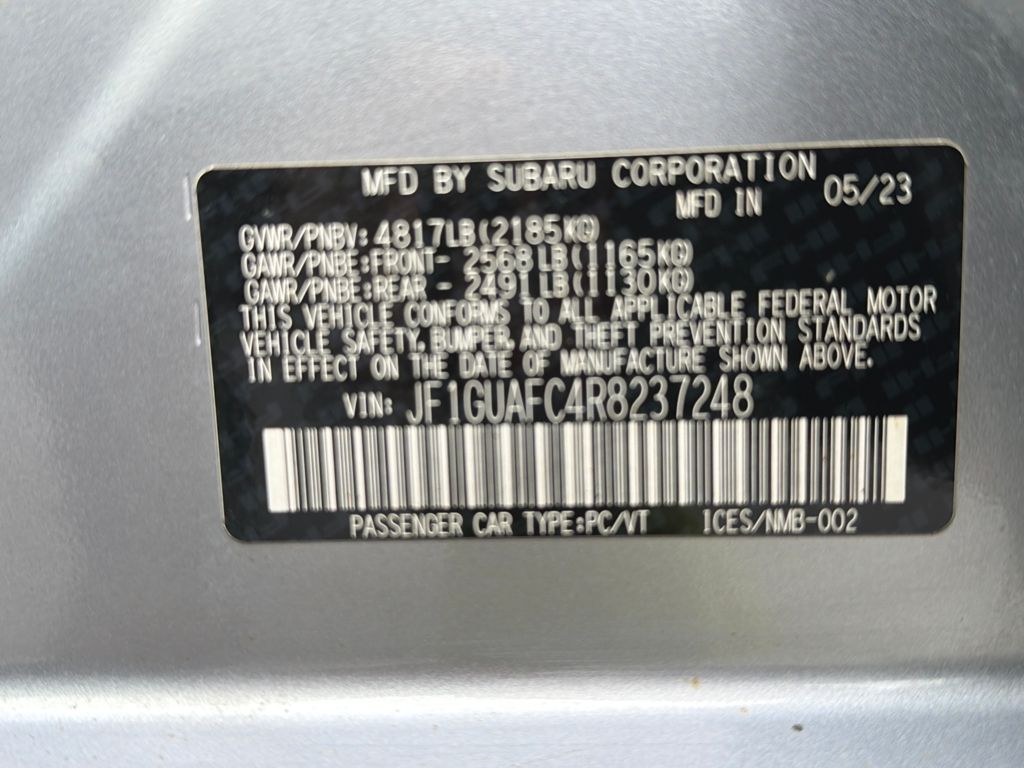 MFD BY SUBARU CORPORATION
MFD IN 05/23
GVWR/PNBV: 4817LB(2185KG)
GAWR/PNBE:FRONT- 2568LB(1165KG)
GAWR/PNBE:REAR - 2491LB(1130KG)
THIS VEHICLE CONFORMS TO ALL APPLICABLE FEDERAL MOTOR
VEHICLE SAFETY, BUMPER, AND THEFT PREVENTION STANDARDS
IN EFFECT ON THE DATE OF MANUFACTURE SHOWN ABOVE.
VIN: JF1GUAFC4R8237248
PASSENGER CAR TYPE:PC/VT ICES/NMB-002